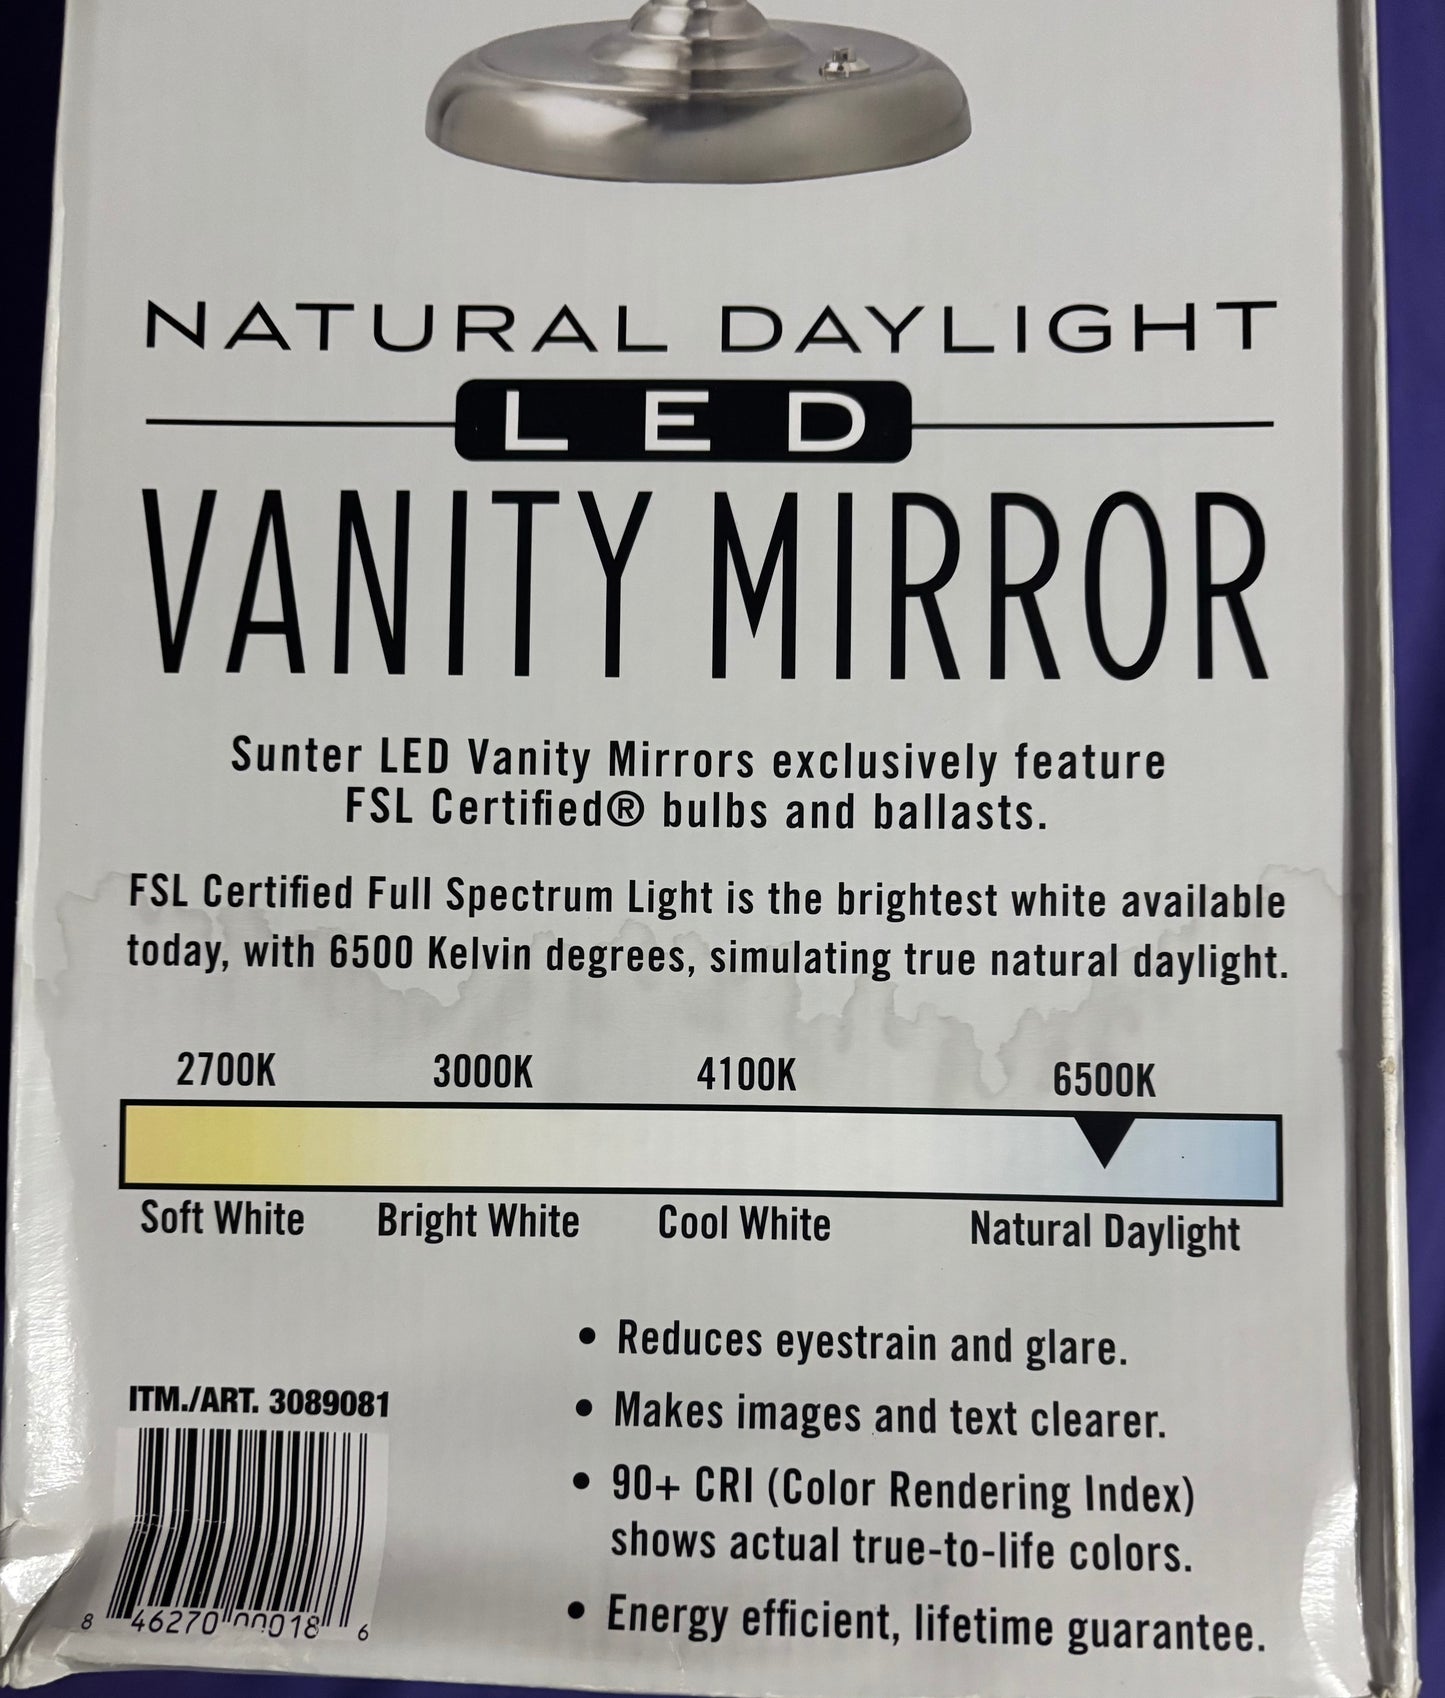 NATURAL DAYLIGHT
LED
VANITY MIRROR
Sunter LED Vanity Mirrors exclusively feature
FSL Certified® bulbs and ballasts.
FSL Certified Full Spectrum Light is the brightest white available
today, with 6500 Kelvin degrees, simulating true natural daylight.
2700K 3000K 4100K 6500K
Soft White Bright White Cool White Natural Daylight
• Reduces eyestrain and glare.
• Makes images and text clearer.
• 90+ CRI (Color Rendering Index)
shows actual true-to-life colors.
• Energy efficient, lifetime guarantee.
ITM./ART. 3089081
8 46270 00018 6